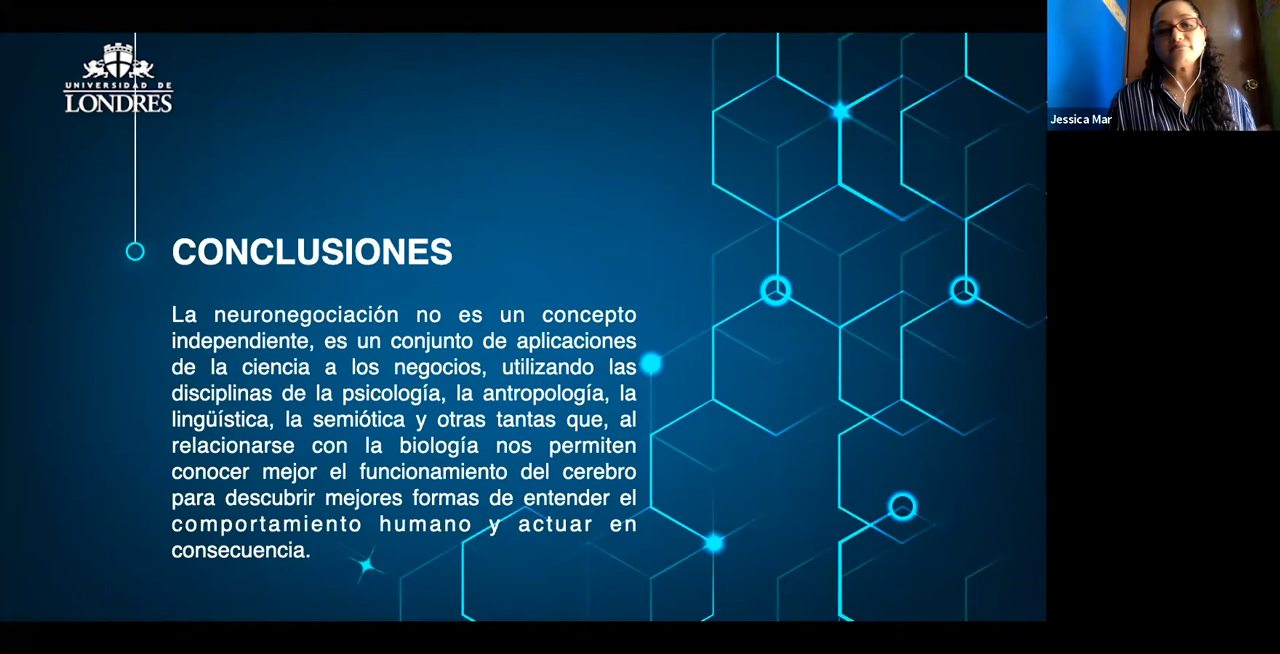 UNIVERSIDAD DE
LONDRES
CONCLUSIONES
La neuronegociación no es un concepto
independiente, es un conjunto de aplicaciones
de la ciencia a los negocios, utilizando las
disciplinas de la psicología, la antropología, la
lingüística, la semiótica y otras tantas que, al
relacionarse con la biología nos permiten
conocer mejor el funcionamiento del cerebro
para descubrir mejores formas de entender el
comportamiento humano y actuar en
consecuencia.
Jessica Mar